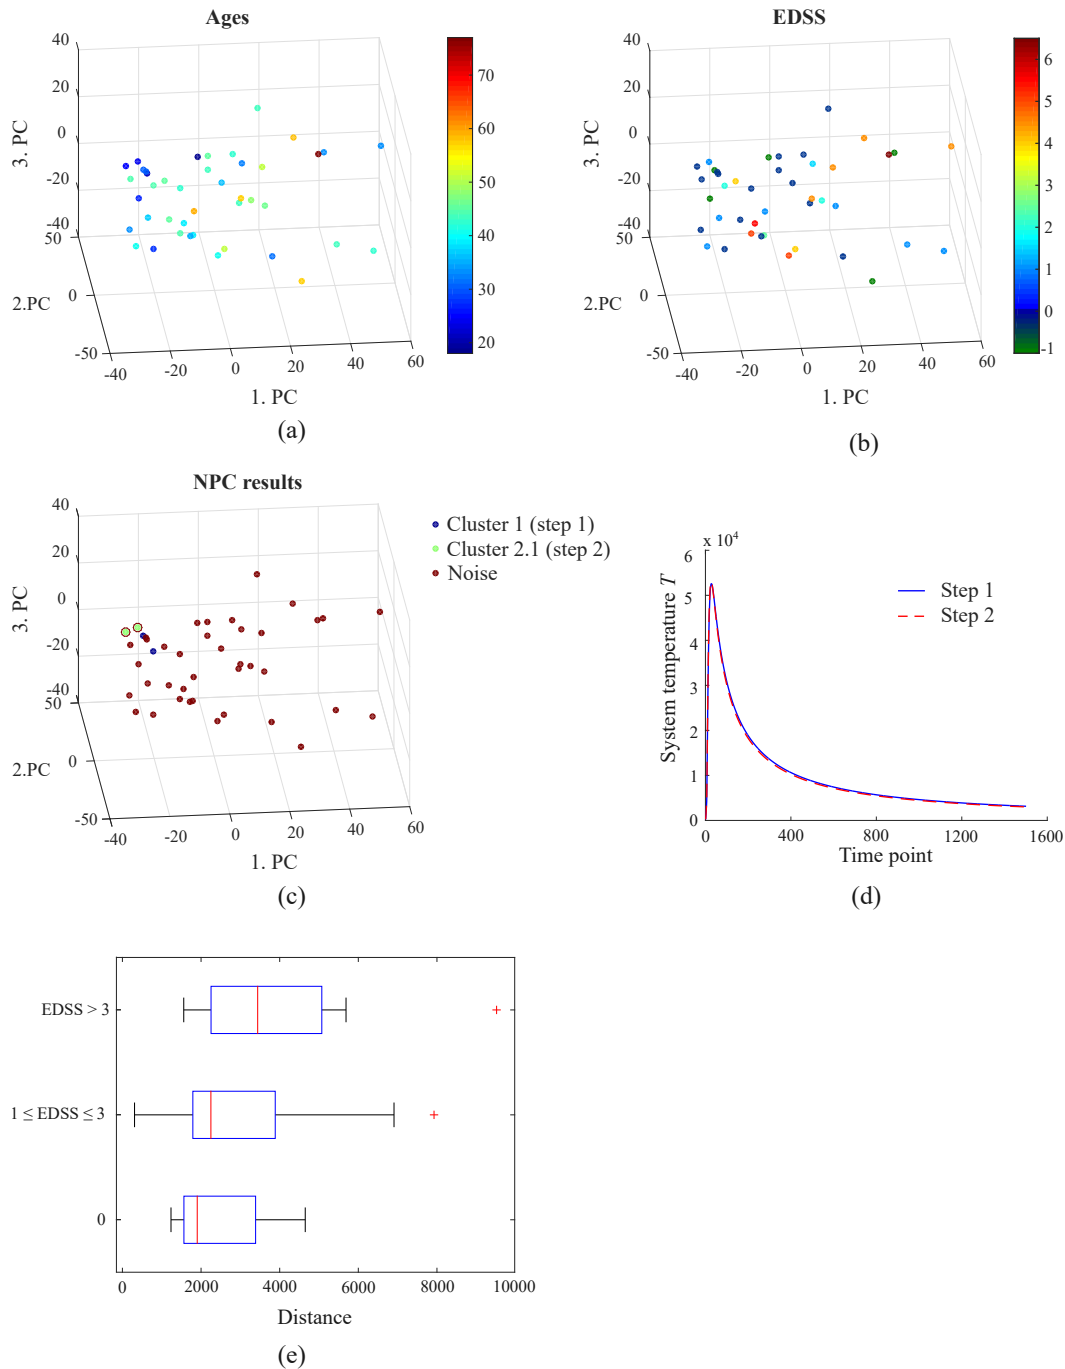 Ages
40
20
0
-20
-40
50
0
-50
3. PC
2.PC
-40
-20
0
20
40
60
1. PC
70
60
50
40
30
20
(a)
EDSS
40
20
0
-20
-40
50
0
-50
3. PC
2.PC
-40
-20
0
20
40
60
1. PC
6
5
4
3
2
1
0
-1
(b)
NPC results
40
20
0
-20
-40
50
0
-50
3. PC
2.PC
-40
-20
0
20
40
60
1. PC
Cluster 1 (step 1)
Cluster 2.1 (step 2)
Noise
(c)
x 10^4
6
5
4
3
2
1
0
System temperature T
Step 1
Step 2
0
400
800
1200
1600
Time point
(d)
EDSS > 3
1 ≤ EDSS ≤ 3
0
0
2000
4000
6000
8000
10000
Distance
(e)